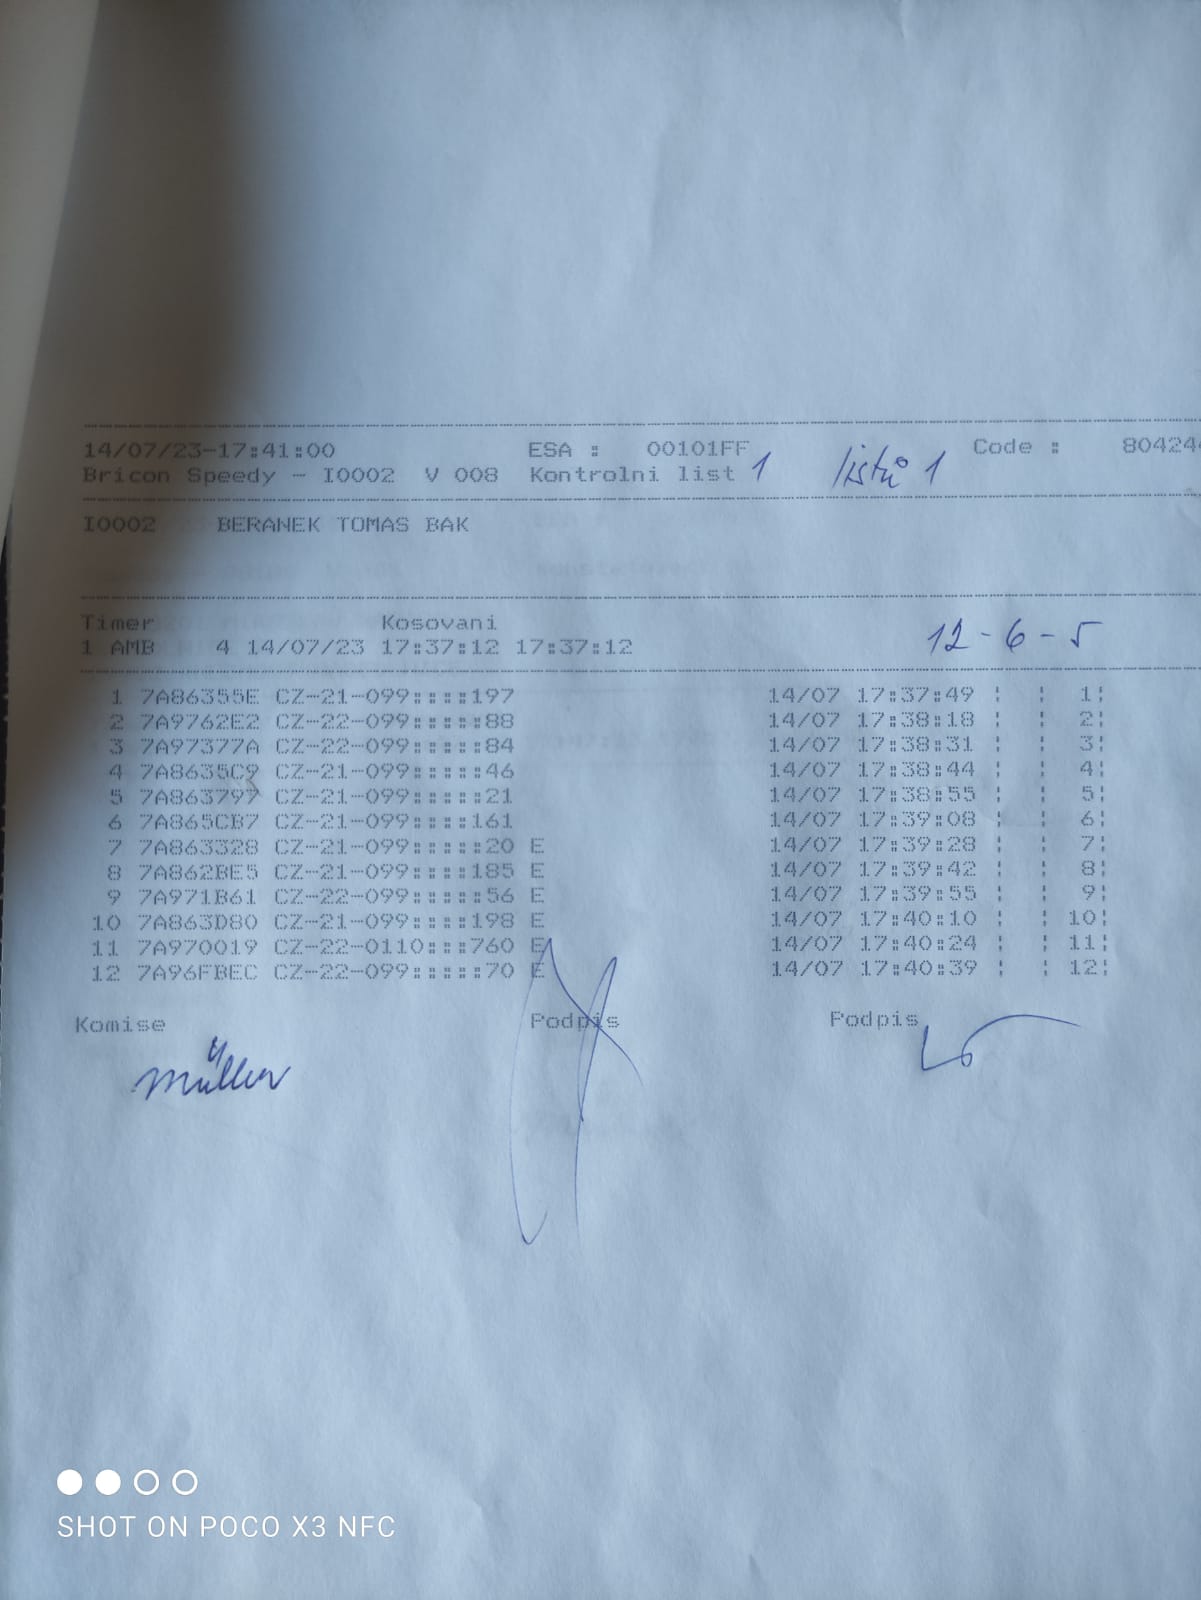 14/07/23-17:41:00 ESA : 00101FF Code : 80424
Bricon Speedy - I0002 V 008 Kontrolni list 1 listů 1
I0002 BERANEK TOMAS BAK
Timer Kosovani
1 AMB 4 14/07/23 17:37:12 17:37:12 12-6-5
1 7A86355E CZ-21-099:::::197 14/07 17:37:49 ¦ ¦ 1¦
2 7A9762E2 CZ-22-099::::::88 14/07 17:38:18 ¦ ¦ 2¦
3 7A97377A CZ-22-099::::::84 14/07 17:38:31 ¦ ¦ 3¦
4 7A8635C9 CZ-21-099::::::46 14/07 17:38:44 ¦ ¦ 4¦
5 7A863797 CZ-21-099::::::21 14/07 17:38:55 ¦ ¦ 5¦
6 7A865CB7 CZ-21-099:::::161 14/07 17:39:08 ¦ ¦ 6¦
7 7A863328 CZ-21-099::::::20 E 14/07 17:39:28 ¦ ¦ 7¦
8 7A862BE5 CZ-21-099:::::185 E 14/07 17:39:42 ¦ ¦ 8¦
9 7A971B61 CZ-22-099::::::56 E 14/07 17:39:55 ¦ ¦ 9¦
10 7A863D80 CZ-21-099:::::198 E 14/07 17:40:10 ¦ ¦ 10¦
11 7A970019 CZ-22-0110::::760 E 14/07 17:40:24 ¦ ¦ 11¦
12 7A96FBEC CZ-22-099::::::70 E 14/07 17:40:39 ¦ ¦ 12¦
Komise Podpis Podpis
Müller
SHOT ON POCO X3 NFC